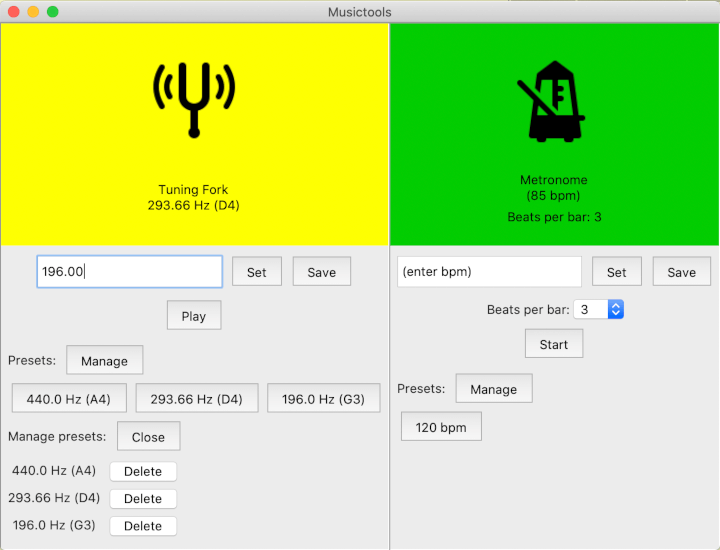 Musictools
Tuning Fork
293.66 Hz (D4)
196.00
Set
Save
Play
Presets:
Manage
440.0 Hz (A4)
293.66 Hz (D4)
196.0 Hz (G3)
Manage presets:
Close
440.0 Hz (A4)
Delete
293.66 Hz (D4)
Delete
196.0 Hz (G3)
Delete
Metronome
(85 bpm)
Beats per bar: 3
(enter bpm)
Set
Save
Beats per bar:
3
Start
Presets:
Manage
120 bpm